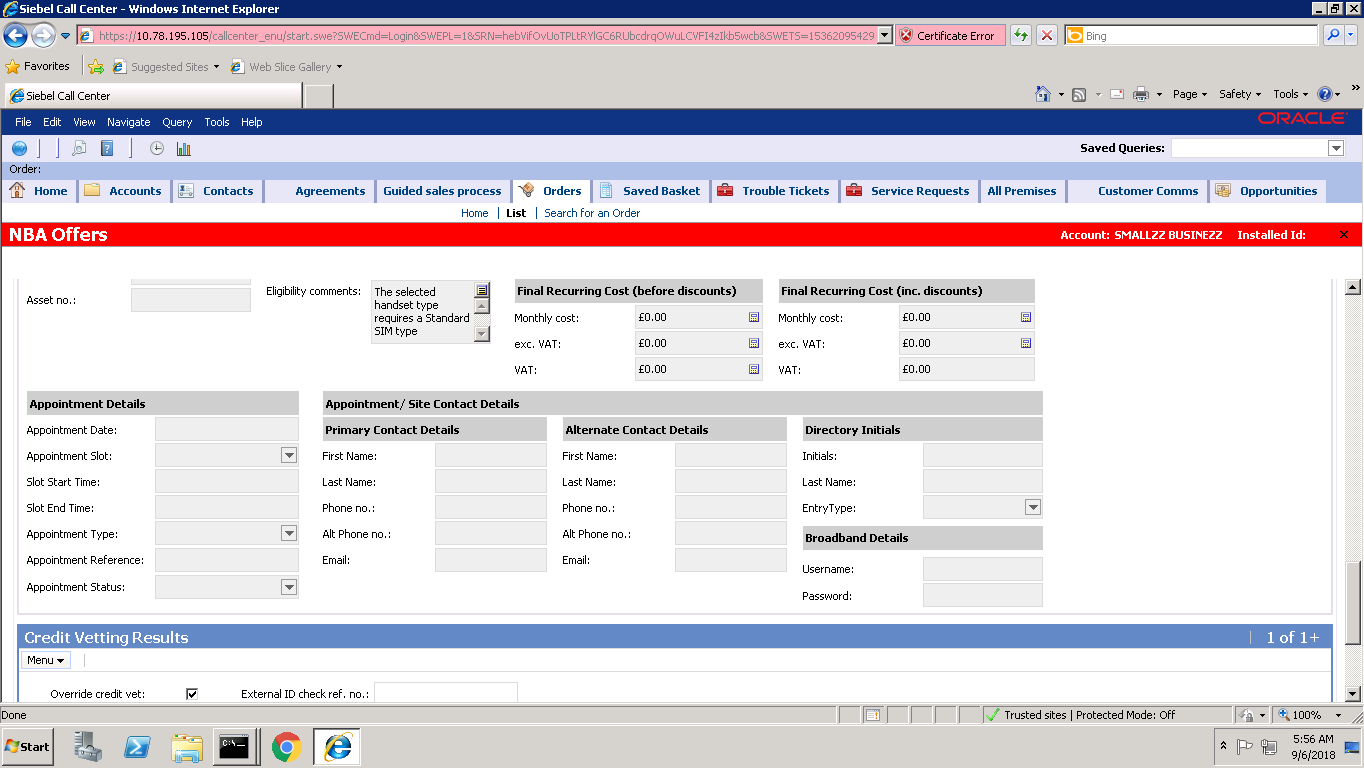 Siebel Call Center - Windows Internet Explorer
https://10.78.195.105/callcenter_enu/start.swe?SWECmd=Login&SWEPL=1&SRN=hebVifOvUoTPLtRYlGC6RUbcdrqOWuLCVFI4zIkb5wcb&SWETS=15362095429
Certificate Error
Bing
Favorites
Suggested Sites
Web Slice Gallery
Siebel Call Center
Page
Safety
Tools
»
File Edit View Navigate Query Tools Help
ORACLE
Saved Queries:
Order:
Home
Accounts
Contacts
Agreements
Guided sales process
Orders
Saved Basket
Trouble Tickets
Service Requests
All Premises
Customer Comms
Opportunities
Home | List | Search for an Order
NBA Offers
Account: SMALLZZ BUSINEZZ Installed Id:
Asset no.:
Eligibility comments:
The selected
handset type
requires a Standard
SIM type
Final Recurring Cost (before discounts)
Monthly cost: £0.00
exc. VAT: £0.00
VAT: £0.00
Final Recurring Cost (inc. discounts)
Monthly cost: £0.00
exc. VAT: £0.00
VAT: £0.00
Appointment Details
Appointment Date:
Appointment Slot:
Slot Start Time:
Slot End Time:
Appointment Type:
Appointment Reference:
Appointment Status:
Appointment/ Site Contact Details
Primary Contact Details
First Name:
Last Name:
Phone no.:
Alt Phone no.:
Email:
Alternate Contact Details
First Name:
Last Name:
Phone no.:
Alt Phone no.:
Email:
Directory Initials
Initials:
Last Name:
EntryType:
Broadband Details
Username:
Password:
Credit Vetting Results
1 of 1+
Menu
Override credit vet:
External ID check ref. no.:
Done
Trusted sites | Protected Mode: Off
100%
Start
C:\.
5:56 AM
9/6/2018